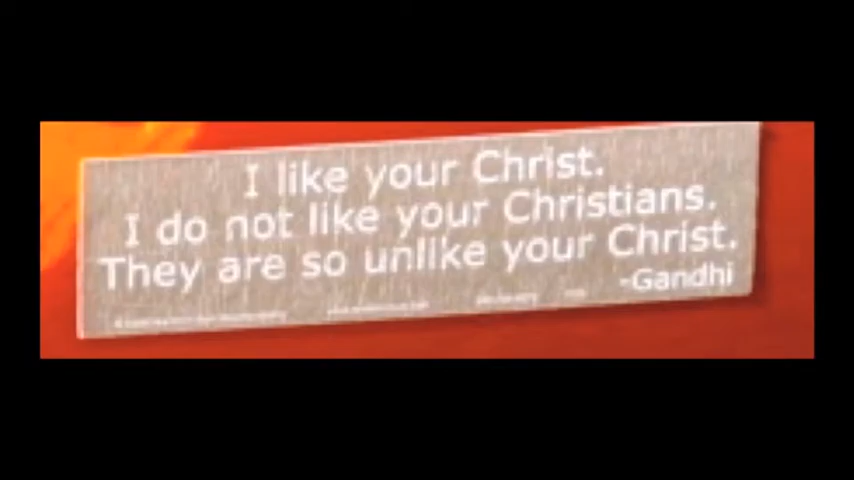 I like your Christ.
I do not like your Christians.
They are so unlike your Christ.
-Gandhi